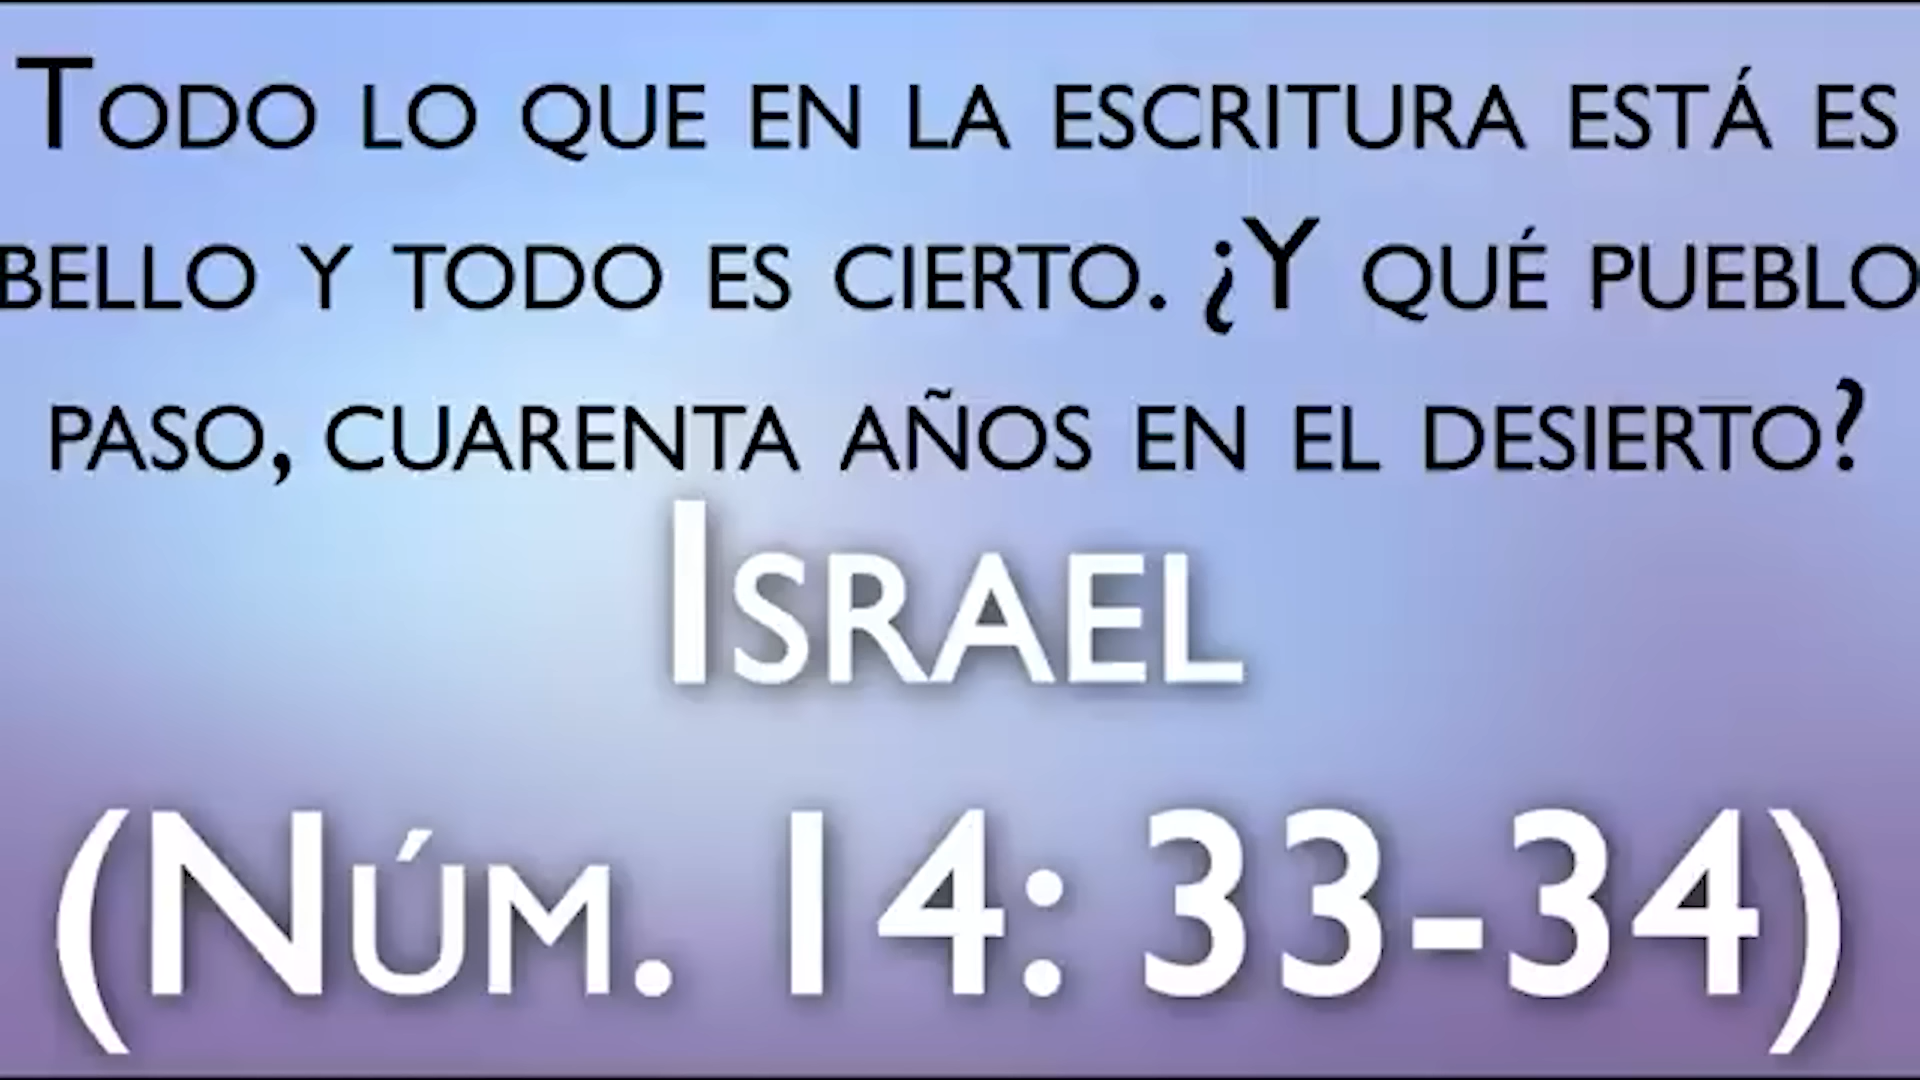 Todo lo que en la escritura está es
bello y todo es cierto. ¿Y qué pueblo
paso, cuarenta años en el desierto?
Israel
(Núm. 14: 33-34)